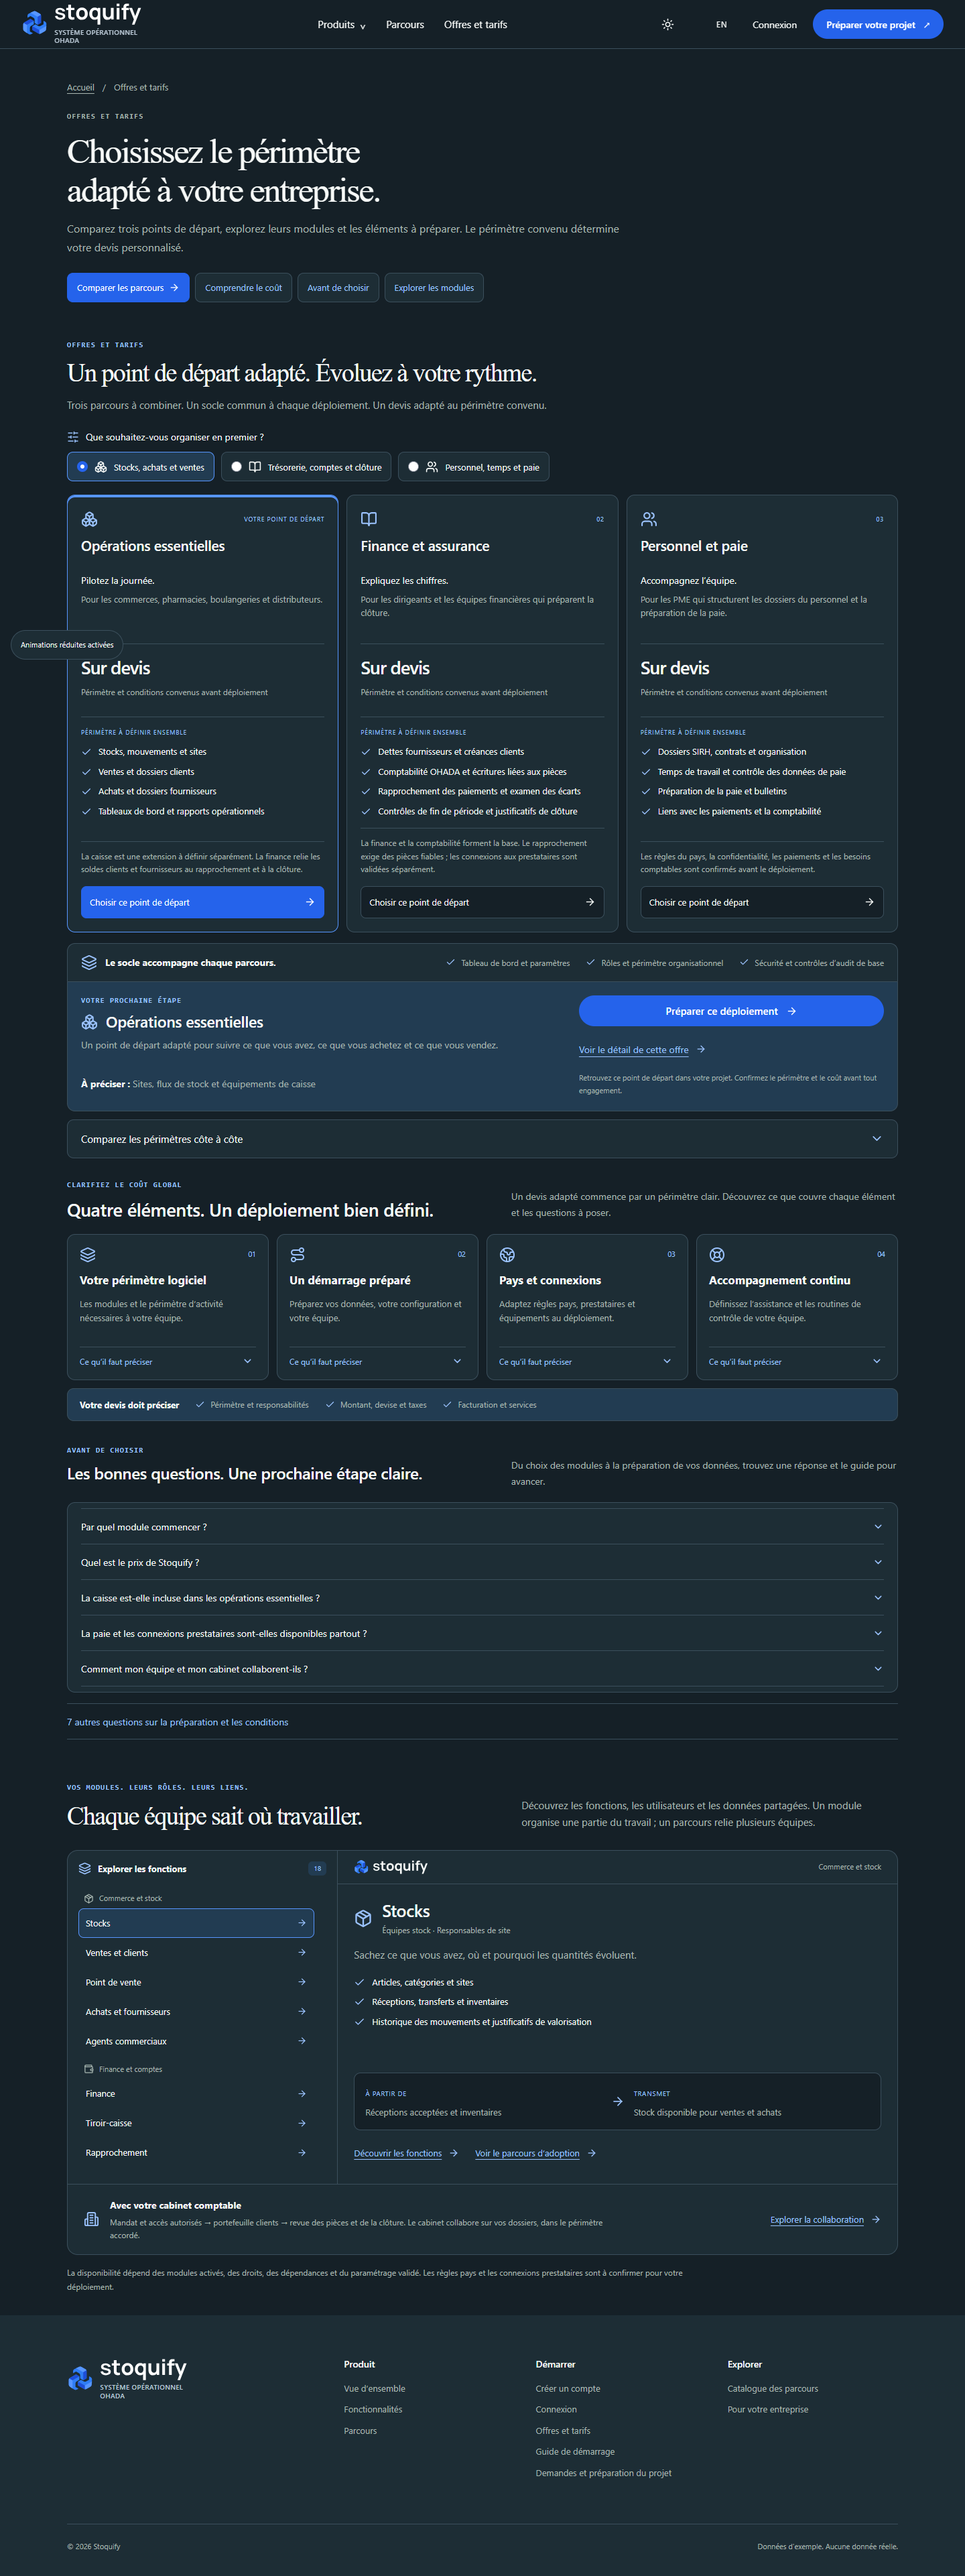 stoquify
SYSTÈME OPÉRATIONNEL
OHADA
Produits
Parcours
Offres et tarifs
EN
Connexion
Préparer votre projet ↗
Accueil / Offres et tarifs
OFFRES ET TARIFS
Choisissez le périmètre
adapté à votre entreprise.
Comparez trois points de départ, explorez leurs modules et les éléments à préparer. Le périmètre convenu détermine
votre devis personnalisé.
Comparer les parcours →
Comprendre le coût
Avant de choisir
Explorer les modules
OFFRES ET TARIFS
Un point de départ adapté. Évoluez à votre rythme.
Trois parcours à combiner. Un socle commun à chaque déploiement. Un devis adapté au périmètre convenu.
Que souhaitez-vous organiser en premier ?
Stocks, achats et ventes
Trésorerie, comptes et clôture
Personnel, temps et paie
VOTRE POINT DE DÉPART
Opérations essentielles
Pilotez la journée.
Pour les commerces, pharmacies, boulangeries et distributeurs.
Animations réduites activées
Sur devis
Périmètre et conditions convenus avant déploiement
PÉRIMÈTRE À DÉFINIR ENSEMBLE
Stocks, mouvements et sites
Ventes et dossiers clients
Achats et dossiers fournisseurs
Tableaux de bord et rapports opérationnels
La caisse est une extension à définir séparément. La finance relie les
soldes clients et fournisseurs au rapprochement et à la clôture.
Choisir ce point de départ →
02
Finance et assurance
Expliquez les chiffres.
Pour les dirigeants et les équipes financières qui préparent la
clôture.
Sur devis
Périmètre et conditions convenus avant déploiement
PÉRIMÈTRE À DÉFINIR ENSEMBLE
Dettes fournisseurs et créances clients
Comptabilité OHADA et écritures liées aux pièces
Rapprochement des paiements et examen des écarts
Contrôles de fin de période et justificatifs de clôture
La finance et la comptabilité forment la base. Le rapprochement
exige des pièces fiables ; les connexions aux prestataires sont
validées séparément.
Choisir ce point de départ →
03
Personnel et paie
Accompagnez l'équipe.
Pour les PME qui structurent les dossiers du personnel et la
préparation de la paie.
Sur devis
Périmètre et conditions convenus avant déploiement
PÉRIMÈTRE À DÉFINIR ENSEMBLE
Dossiers SIRH, contrats et organisation
Temps de travail et contrôle des données de paie
Préparation de la paie et bulletins
Liens avec les paiements et la comptabilité
Les règles du pays, la confidentialité, les paiements et les besoins
comptables sont confirmés avant le déploiement.
Choisir ce point de départ →
Le socle accompagne chaque parcours.
Tableau de bord et paramètres
Rôles et périmètre organisationnel
Sécurité et contrôles d'audit de base
VOTRE PROCHAINE ÉTAPE
Opérations essentielles
Un point de départ adapté pour suivre ce que vous avez, ce que vous achetez et ce que vous vendez.
À préciser : Sites, flux de stock et équipements de caisse
Préparer ce déploiement →
Voir le détail de cette offre →
Retrouvez ce point de départ dans votre projet. Confirmez le périmètre et le coût avant tout
engagement.
Comparez les périmètres côte à côte
CLARIFIEZ LE COÛT GLOBAL
Quatre éléments. Un déploiement bien défini.
Un devis adapté commence par un périmètre clair. Découvrez ce que couvre chaque élément
et les questions à poser.
01
Votre périmètre logiciel
Les modules et le périmètre d'activité
nécessaires à votre équipe.
Ce qu'il faut préciser
02
Un démarrage préparé
Préparez vos données, votre configuration et
votre équipe.
Ce qu'il faut préciser
03
Pays et connexions
Adaptez règles pays, prestataires et
équipements au déploiement.
Ce qu'il faut préciser
04
Accompagnement continu
Définissez l'assistance et les routines de
contrôle de votre équipe.
Ce qu'il faut préciser
Votre devis doit préciser
Périmètre et responsabilités
Montant, devise et taxes
Facturation et services
AVANT DE CHOISIR
Les bonnes questions. Une prochaine étape claire.
Du choix des modules à la préparation de vos données, trouvez une réponse et le guide pour
avancer.
Par quel module commencer ?
Quel est le prix de Stoquify ?
La caisse est-elle incluse dans les opérations essentielles ?
La paie et les connexions prestataires sont-elles disponibles partout ?
Comment mon équipe et mon cabinet collaborent-ils ?
7 autres questions sur la préparation et les conditions
VOS MODULES. LEURS RÔLES. LEURS LIENS.
Chaque équipe sait où travailler.
Découvrez les fonctions, les utilisateurs et les données partagées. Un module
organise une partie du travail ; un parcours relie plusieurs équipes.
Explorer les fonctions
18
Commerce et stock
Stocks →
Ventes et clients →
Point de vente →
Achats et fournisseurs →
Agents commerciaux →
Finance et comptes
Finance →
Tiroir-caisse →
Rapprochement →
stoquify
Commerce et stock
Stocks
Équipes stock · Responsables de site
Sachez ce que vous avez, où et pourquoi les quantités évoluent.
Articles, catégories et sites
Réceptions, transferts et inventaires
Historique des mouvements et justificatifs de valorisation
À PARTIR DE
Réceptions acceptées et inventaires
→
TRANSMET
Stock disponible pour ventes et achats
Découvrir les fonctions →
Voir le parcours d'adoption →
Avec votre cabinet comptable
Mandat et accès autorisés → portefeuille clients → revue des pièces et de la clôture. Le cabinet collabore sur vos dossiers, dans le périmètre
accordé.
Explorer la collaboration →
La disponibilité dépend des modules activés, des droits, des dépendances et du paramétrage validé. Les règles pays et les connexions prestataires sont à confirmer pour votre
déploiement.
stoquify
SYSTÈME OPÉRATIONNEL
OHADA
Produit
Vue d'ensemble
Fonctionnalités
Parcours
Démarrer
Créer un compte
Connexion
Offres et tarifs
Guide de démarrage
Demandes et préparation du projet
Explorer
Catalogue des parcours
Pour votre entreprise
© 2026 Stoquify
Données d'exemple. Aucune donnée réelle.